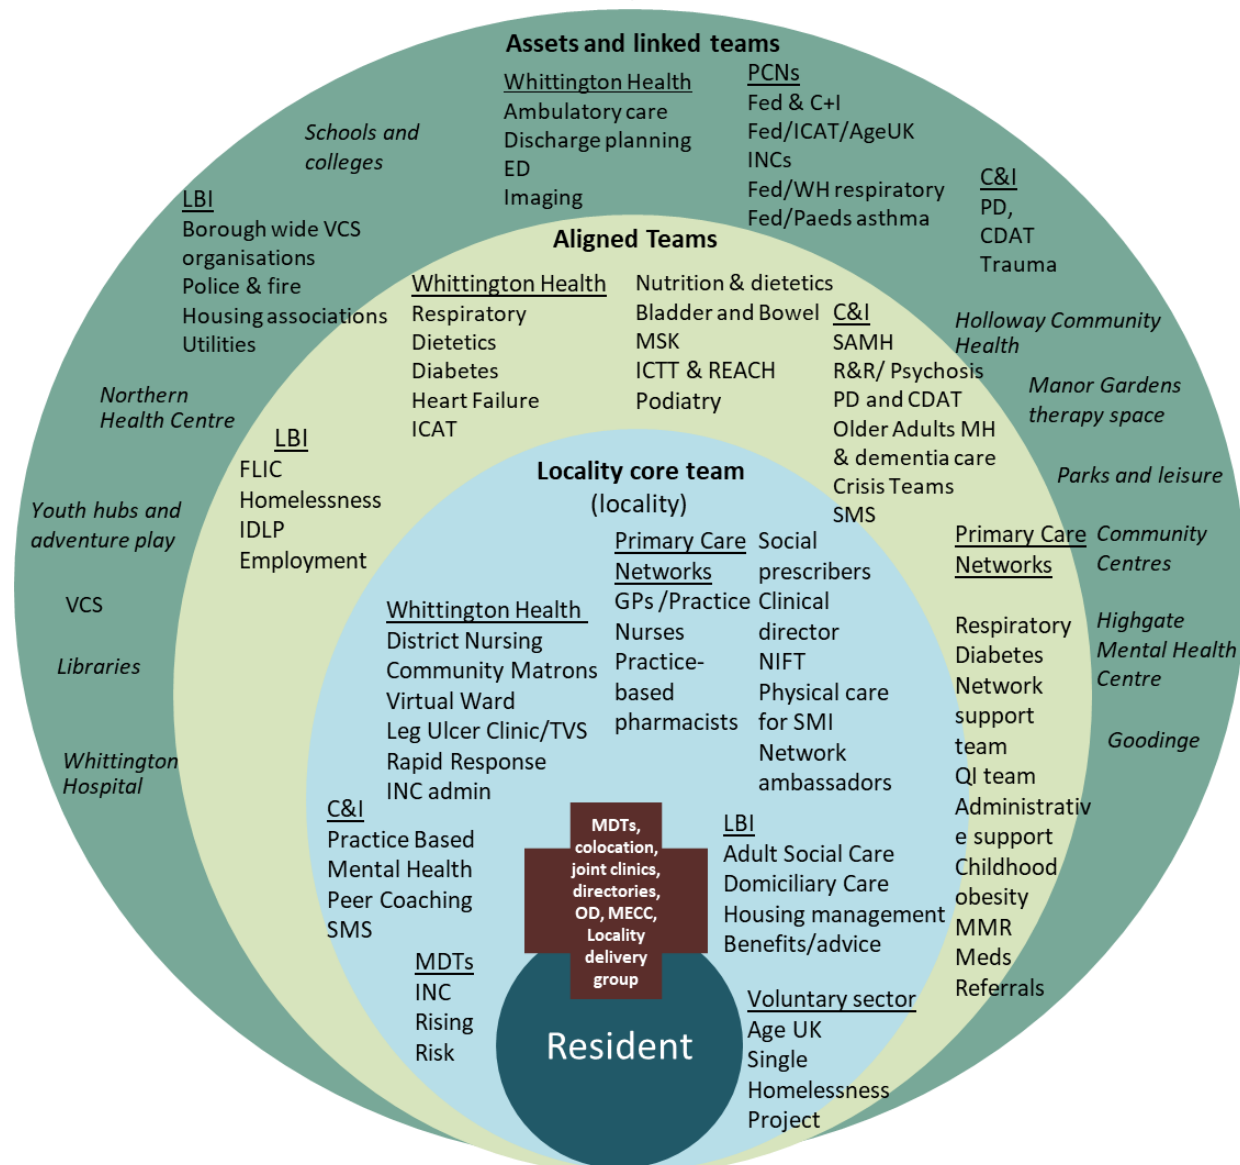 Assets and linked teams
Whittington Health
Ambulatory care
Discharge planning
ED
Imaging
PCNs
Fed & C+I
Fed/ICAT/AgeUK
INCs
Fed/WH respiratory
Fed/Paeds asthma
C&I
PD,
CDAT
Trauma
Schools and
colleges
LBI
Borough wide VCS
organisations
Police & fire
Housing associations
Utilities
Northern
Health Centre
Youth hubs and
adventure play
VCS
Libraries
Whittington
Hospital
Holloway Community
Health
Manor Gardens
therapy space
Parks and leisure
Community
Centres
Highgate
Mental Health
Centre
Goodinge
Aligned Teams
Whittington Health
Respiratory
Dietetics
Diabetes
Heart Failure
ICAT
Nutrition & dietetics
Bladder and Bowel
MSK
ICTT & REACH
Podiatry
C&I
SAMH
R&R/ Psychosis
PD and CDAT
Older Adults MH
& dementia care
Crisis Teams
SMS
LBI
FLIC
Homelessness
IDLP
Employment
Primary Care
Networks
Respiratory
Diabetes
Network
support
team
QI team
Administrativ
e support
Childhood
obesity
MMR
Meds
Referrals
Locality core team
(locality)
Whittington Health
District Nursing
Community Matrons
Virtual Ward
Leg Ulcer Clinic/TVS
Rapid Response
INC admin
Primary Care
Networks
GPs /Practice
Nurses
Practice-
based
pharmacists
Social
prescribers
Clinical
director
NIFT
Physical care
for SMI
Network
ambassadors
C&I
Practice Based
Mental Health
Peer Coaching
SMS
MDTs
INC
Rising
Risk
LBI
Adult Social Care
Domiciliary Care
Housing management
Benefits/advice
Voluntary sector
Age UK
Single
Homelessness
Project
MDTs,
colocation,
joint clinics,
directories,
OD, MECC,
Locality
delivery
group
Resident